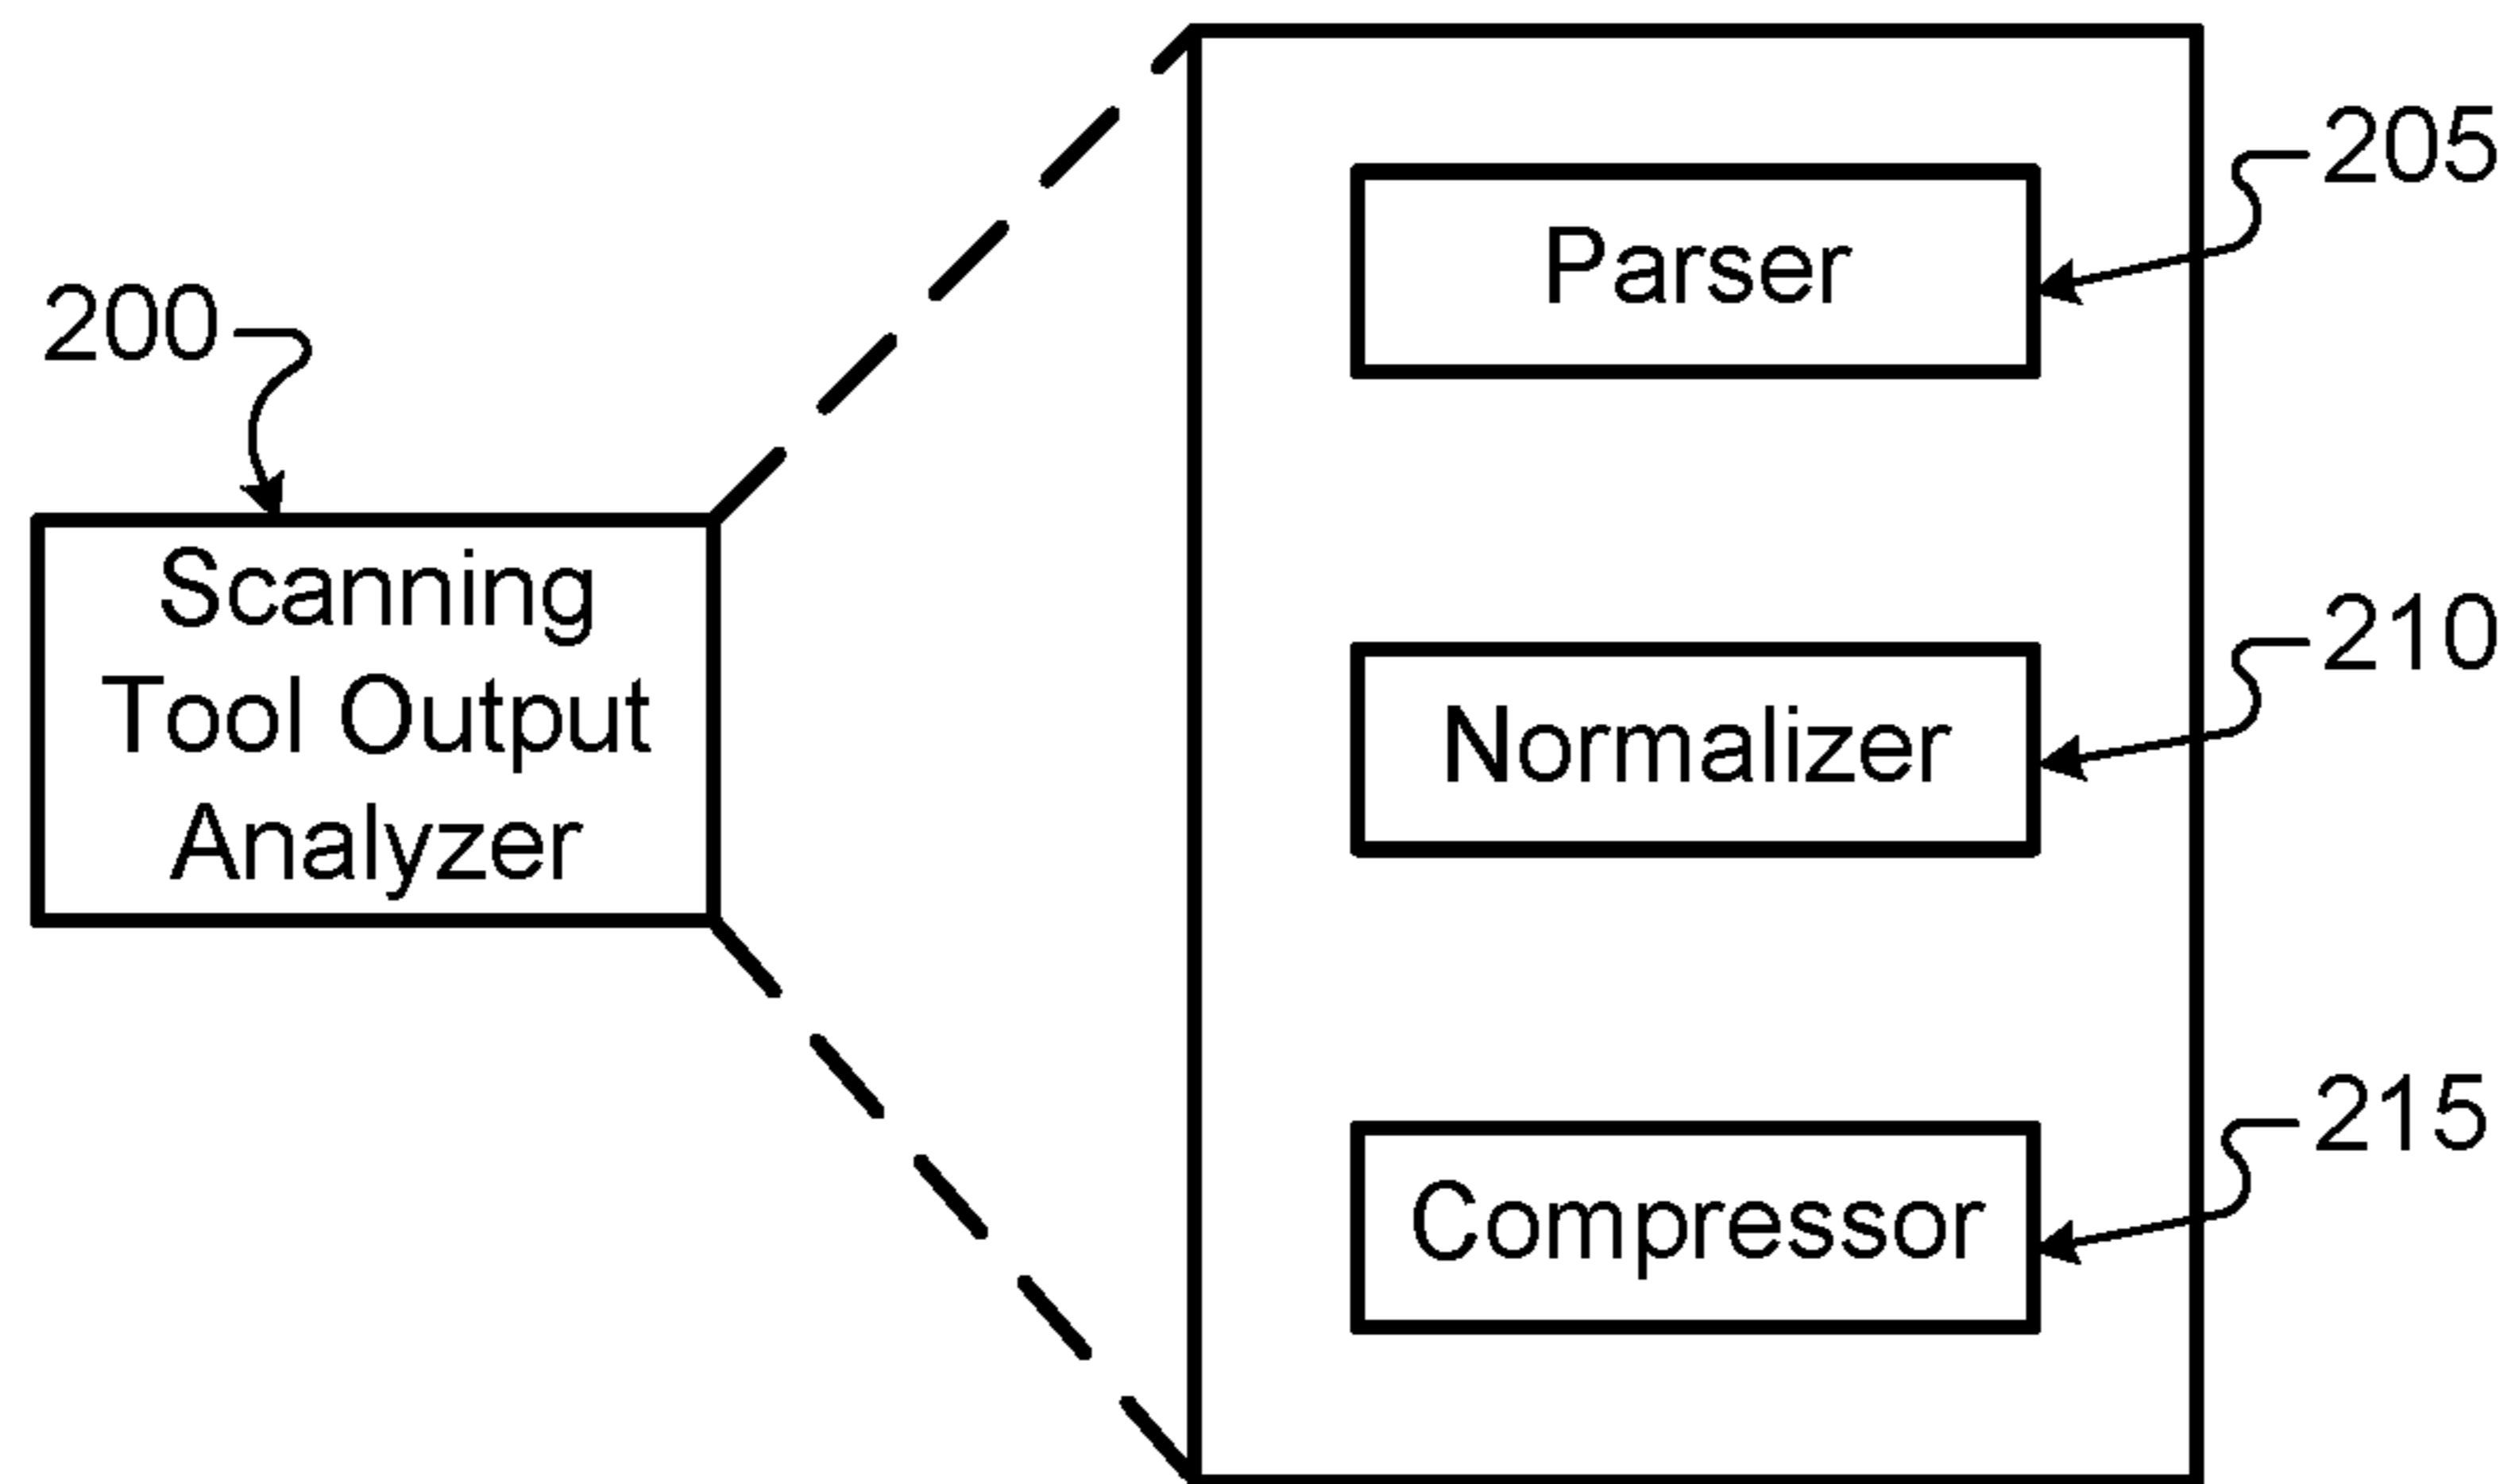 200
Scanning
Tool Output
Analyzer
Parser
205
Normalizer
210
Compressor
215